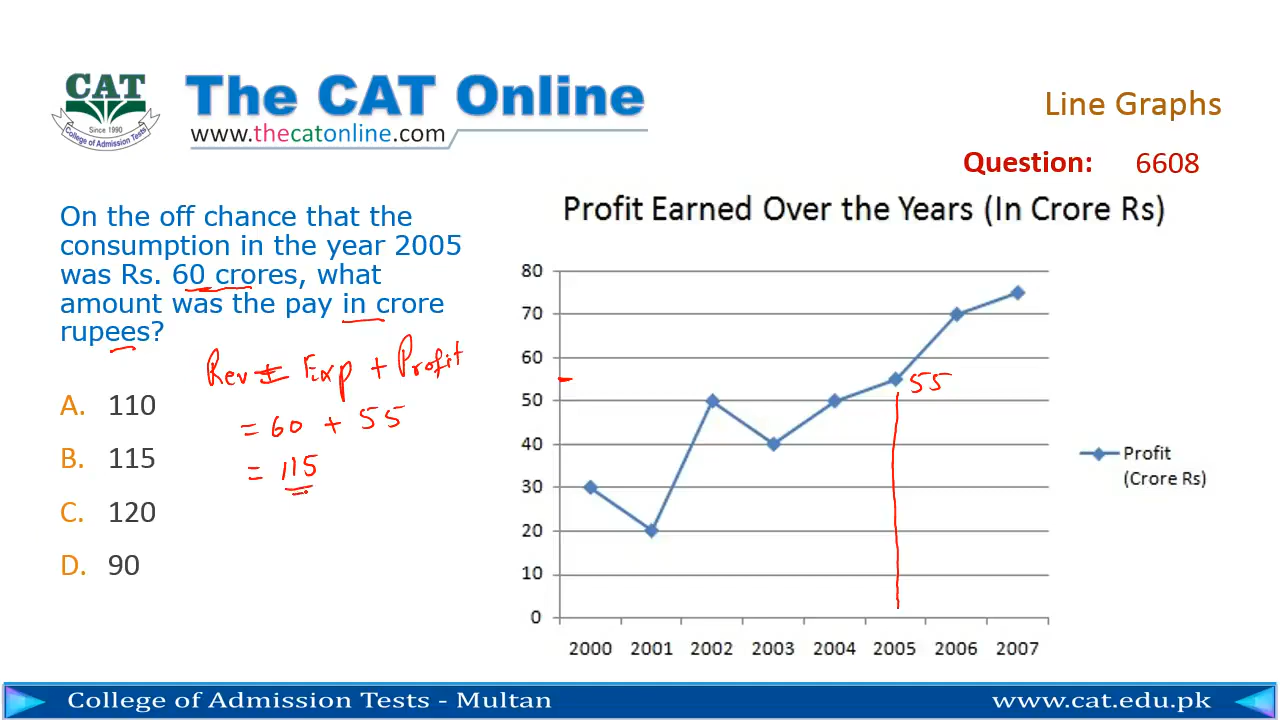 CAT
Since 1990
College of Admission Tests
The CAT Online
www.thecatonline.com
Line Graphs
Question: 6608
On the off chance that the
consumption in the year 2005
was Rs. 60 crores, what
amount was the pay in crore
rupees?
A. 110
B. 115
C. 120
D. 90
Rev = Exp + Profit
= 60 + 55
= 115
Profit Earned Over the Years (In Crore Rs)
80
70
60
50
40
30
20
10
0
55
2000 2001 2002 2003 2004 2005 2006 2007
Profit
(Crore Rs)
College of Admission Tests - Multan
www.cat.edu.pk